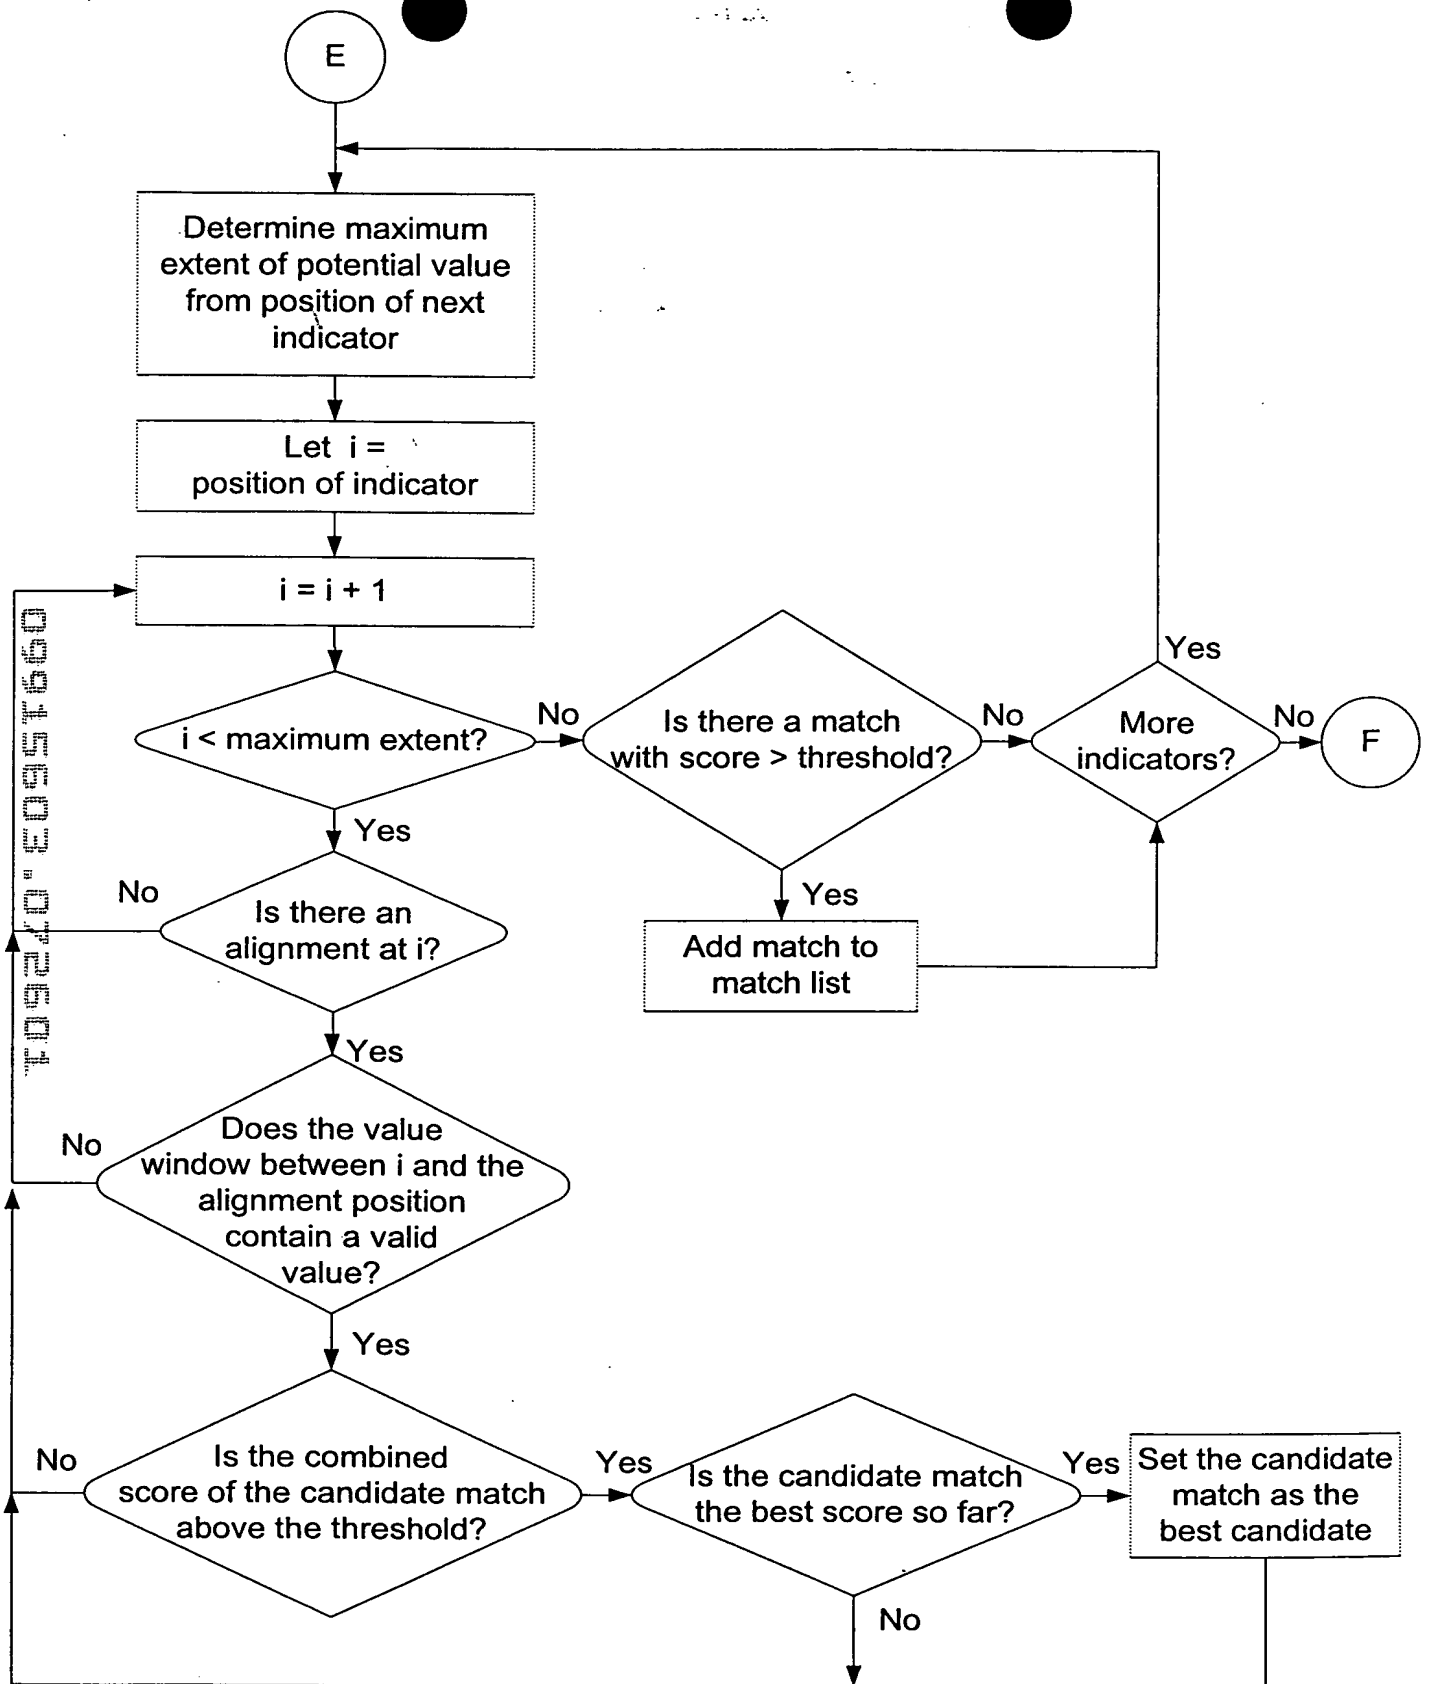 E
Determine maximum
extent of potential value
from position of next
indicator
Let i =
position of indicator
i = i + 1
i < maximum extent?
No
Is there a match
with score > threshold?
No
More
indicators?
Yes
No
F
Yes
Yes
Add match to
match list
No
Is there an
alignment at i?
Yes
No
Does the value
window between i and the
alignment position
contain a valid
value?
Yes
No
Is the combined
score of the candidate match
above the threshold?
Yes
Is the candidate match
the best score so far?
Yes
Set the candidate
match as the
best candidate
No
09915603.072601